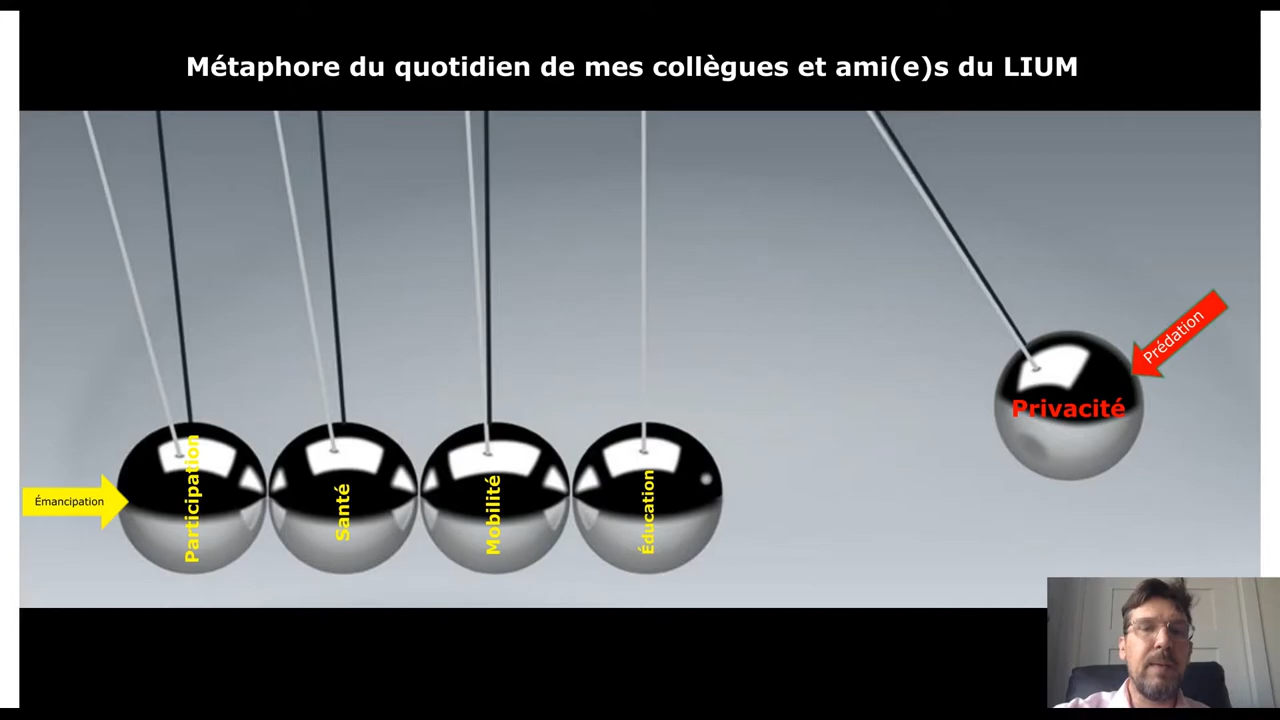 Métaphore du quotidien de mes collègues et ami(e)s du LIUM
Émancipation
Participation
Santé
Mobilité
Éducation
Privacité
Prédation